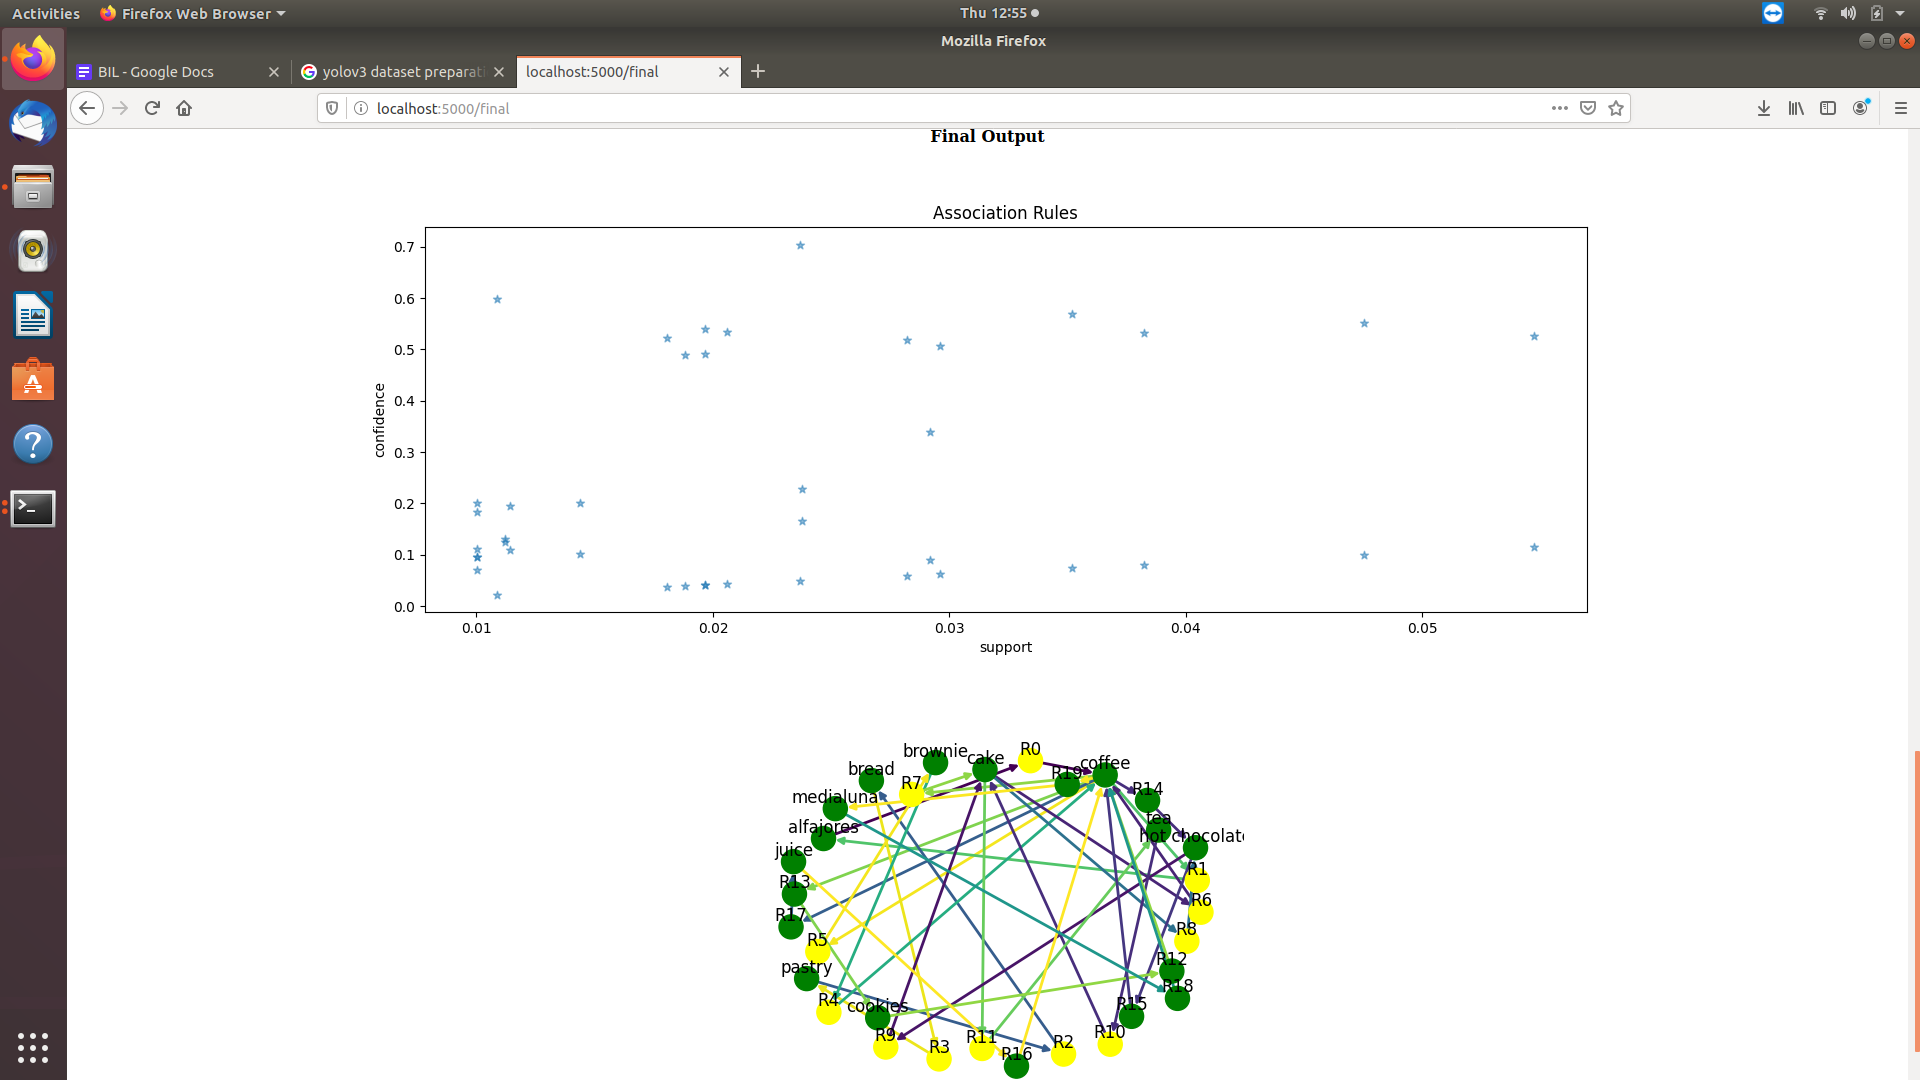 Activities
Firefox Web Browser
Thu 12:55
Mozilla Firefox
BIL - Google Docs
yolov3 dataset preparati
localhost:5000/final
localhost:5000/final
Final Output
Association Rules
0.7
0.6
0.5
0.4
0.3
0.2
0.1
0.0
confidence
0.01
0.02
0.03
0.04
0.05
support
brownie
cake
R0
coffee
bread
R7
R19
R14
medialuna
tea
alfajores
hot chocolate
juice
R1
R13
R6
R17
R8
R5
R12
pastry
R18
R4
cookies
R15
R9
R11
R10
R3
R16
R2